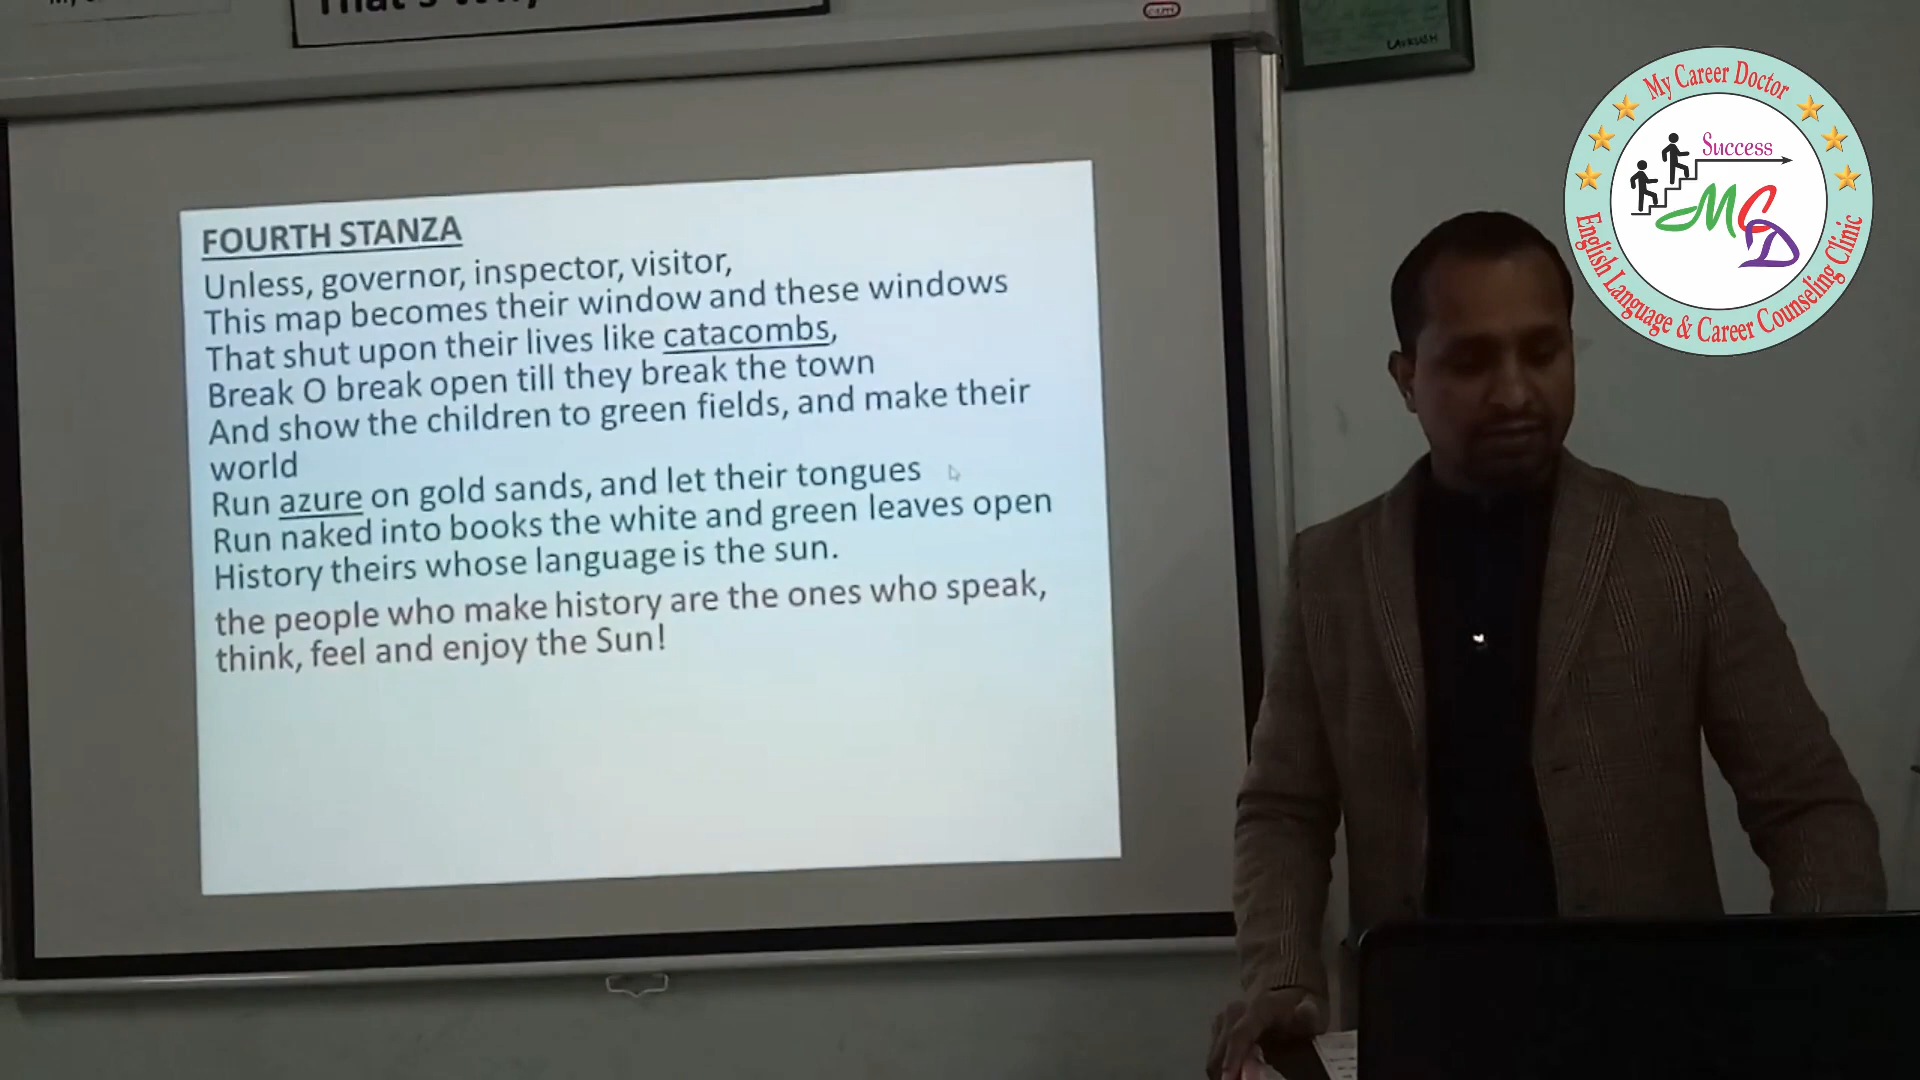 That's Why
LAVKUSH
FOURTH STANZA
Unless, governor, inspector, visitor,
This map becomes their window and these windows
That shut upon their lives like catacombs,
Break O break open till they break the town
And show the children to green fields, and make their
world
Run azure on gold sands, and let their tongues
Run naked into books the white and green leaves open
History theirs whose language is the sun.
the people who make history are the ones who speak,
think, feel and enjoy the Sun!
My Career Doctor
Success
MCD
English Language & Career Counseling Clinic